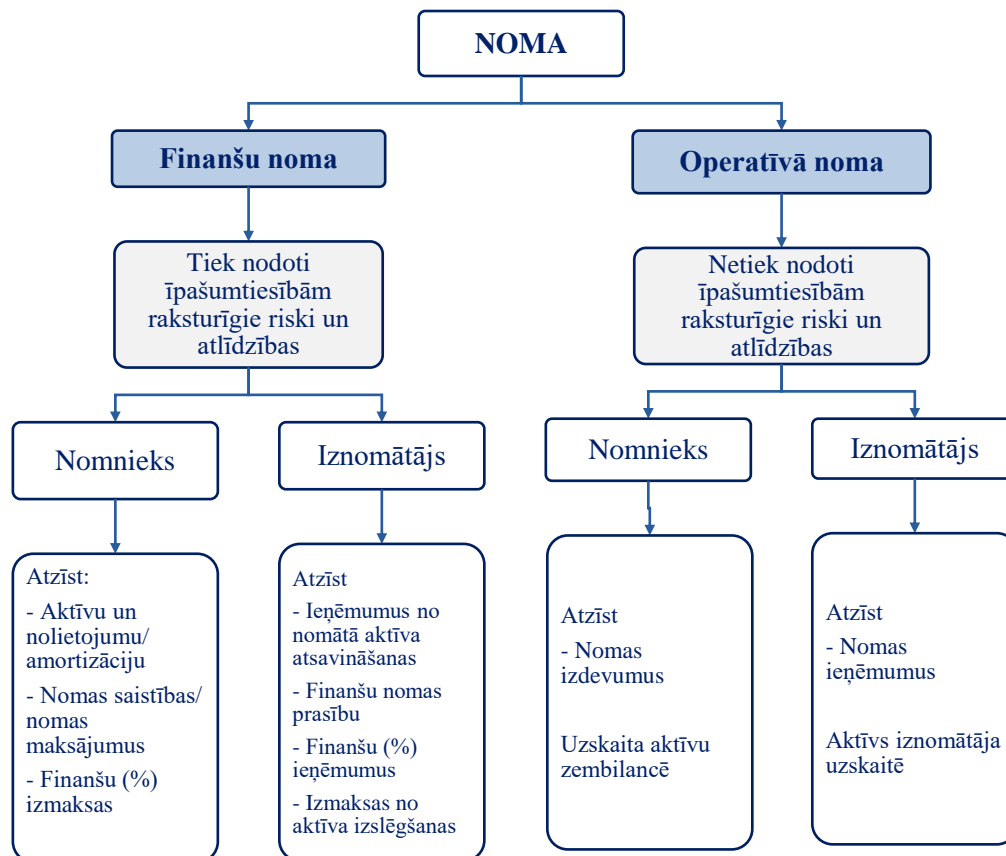 NOMA
Finanšu noma
Operatīvā noma
Tiek nodoti
īpašumtiesībām
raksturīgie riski un
atlīdzības
Netiek nodoti
īpašumtiesībām
raksturīgie riski un
atlīdzības
Nomnieks
Iznomātājs
Nomnieks
Iznomātājs
Atzīst:
- Aktīvu un
nolietojumu/
amortizāciju
- Nomas saistības/
nomas
maksājumus
- Finanšu (%)
izmaksas
Atzīst
- Ieņēmumus no
nomātā aktīva
atsavināšanas
- Finanšu nomas
prasību
- Finanšu (%)
ieņēmumus
- Izmaksas no
aktīva izslēgšanas
Atzīst
- Nomas
izdevumus
Uzskaita aktīvu
zembilancē
Atzīst
- Nomas
ieņēmumus
Aktīvs iznomātāja
uzskaitē